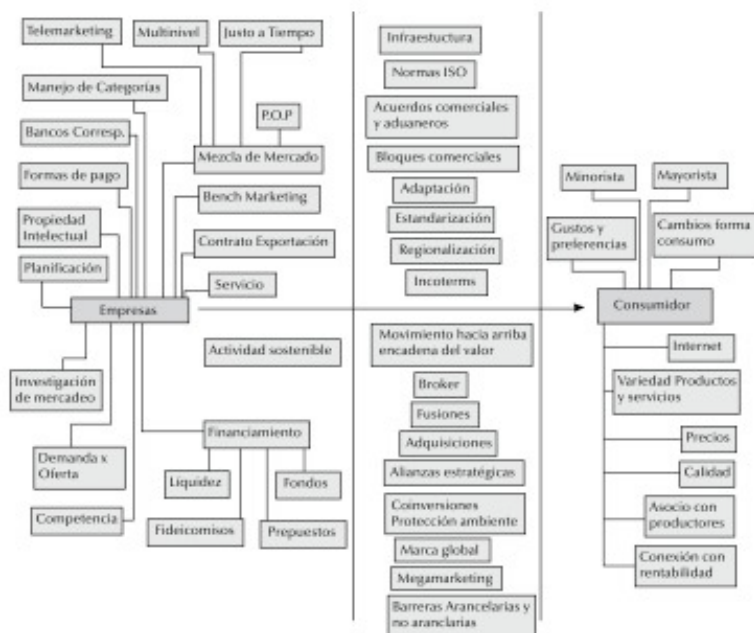 Telemarketing
Multinivel
Justo a Tiempo
Manejo de Categorías
P.O.P
Bancos Corresp.
Mezcla de Mercado
Formas de pago
Bench Marketing
Propiedad
Intelectual
Contrato Exportación
Planificación
Servicio
Empresas
Actividad sostenible
Investigación
de mercadeo
Financiamiento
Demanda x
Oferta
Líquidez
Fondos
Competencia
Fideicomisos
Prepuestos
Infraestuctura
Normas ISO
Acuerdos comerciales
y aduaneros
Bloques comerciales
Adaptación
Estandarización
Regionalización
Incoterms
Movimiento hacia arriba
encadena del valor
Broker
Fusiones
Adquisiciones
Alianzas estratégicas
Coinversiones
Protección ambiente
Marca global
Megamarketing
Barreras Arancelarias y
no aranclarias
Minorista
Mayorista
Gustos y
preferencias
Cambios forma
consumo
Consumidor
Internet
Variedad Productos
y servicios
Precios
Calidad
Asocio con
productores
Conexión con
rentabilidad